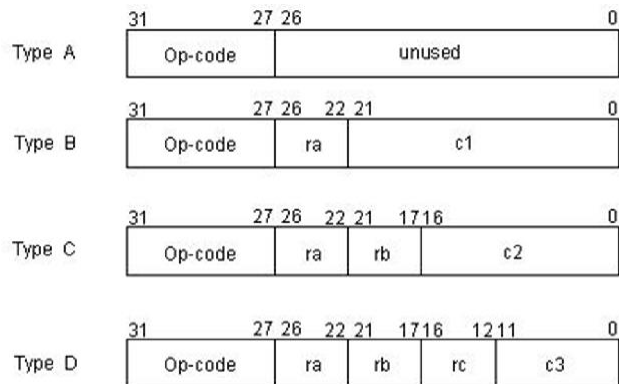 31 27 26 0
Type A Op-code unused
31 27 26 22 21 0
Type B Op-code ra c1
31 27 26 22 21 17 16 0
Type C Op-code ra rb c2
31 27 26 22 21 17 16 12 11 0
Type D Op-code ra rb rc c3